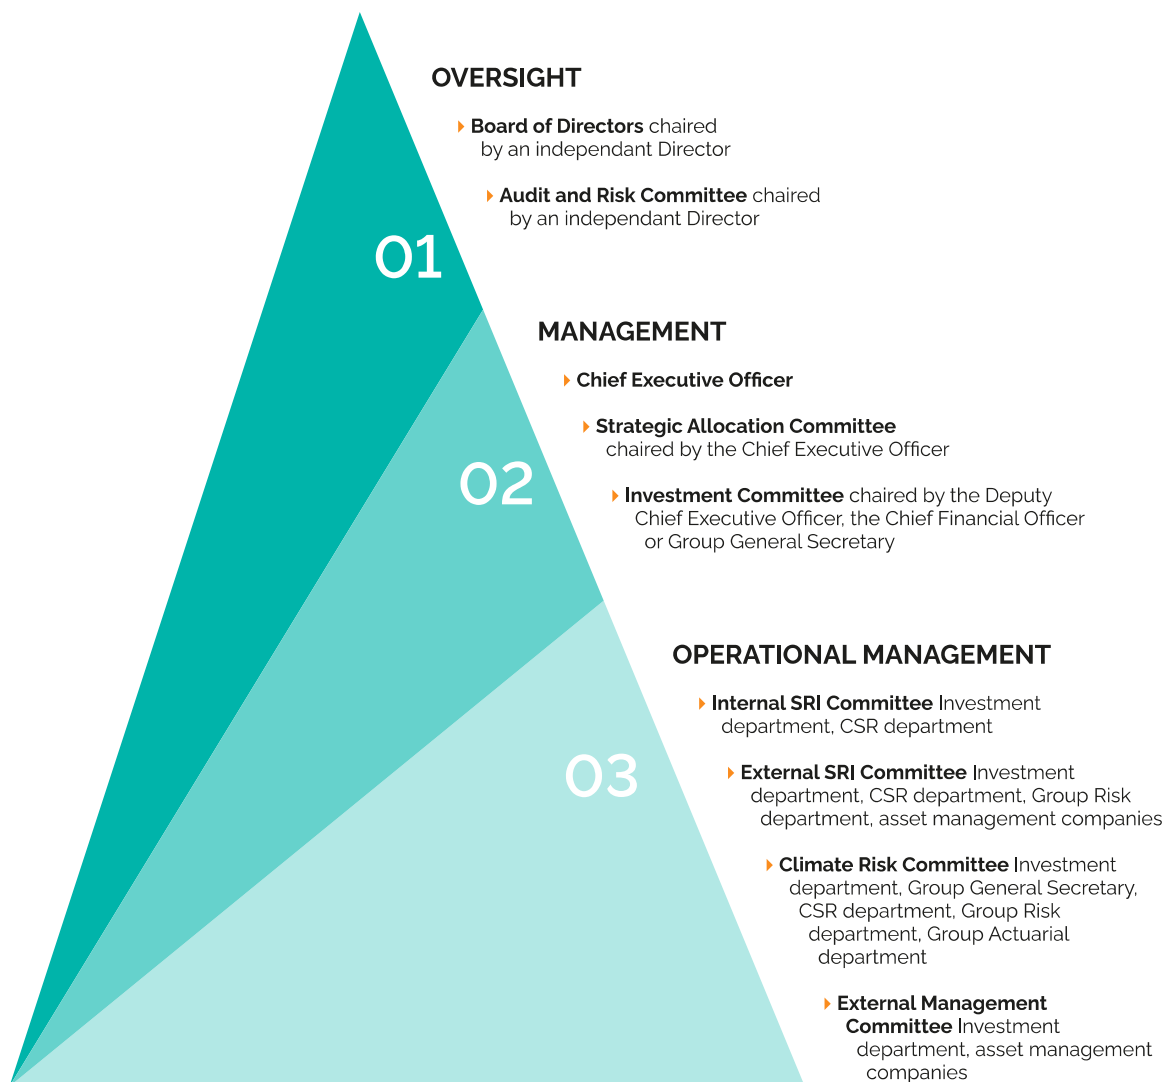 OVERSIGHT
Board of Directors chaired
by an independant Director
Audit and Risk Committee chaired
by an independant Director
01
MANAGEMENT
Chief Executive Officer
Strategic Allocation Committee
chaired by the Chief Executive Officer
02
Investment Committee chaired by the Deputy
Chief Executive Officer, the Chief Financial Officer
or Group General Secretary
OPERATIONAL MANAGEMENT
Internal SRI Committee Investment
department, CSR department
03
External SRI Committee Investment
department, CSR department, Group Risk
department, asset management companies
Climate Risk Committee Investment
department, Group General Secretary,
CSR department, Group Risk
department, Group Actuarial
department
External Management
Committee Investment
department, asset management
companies